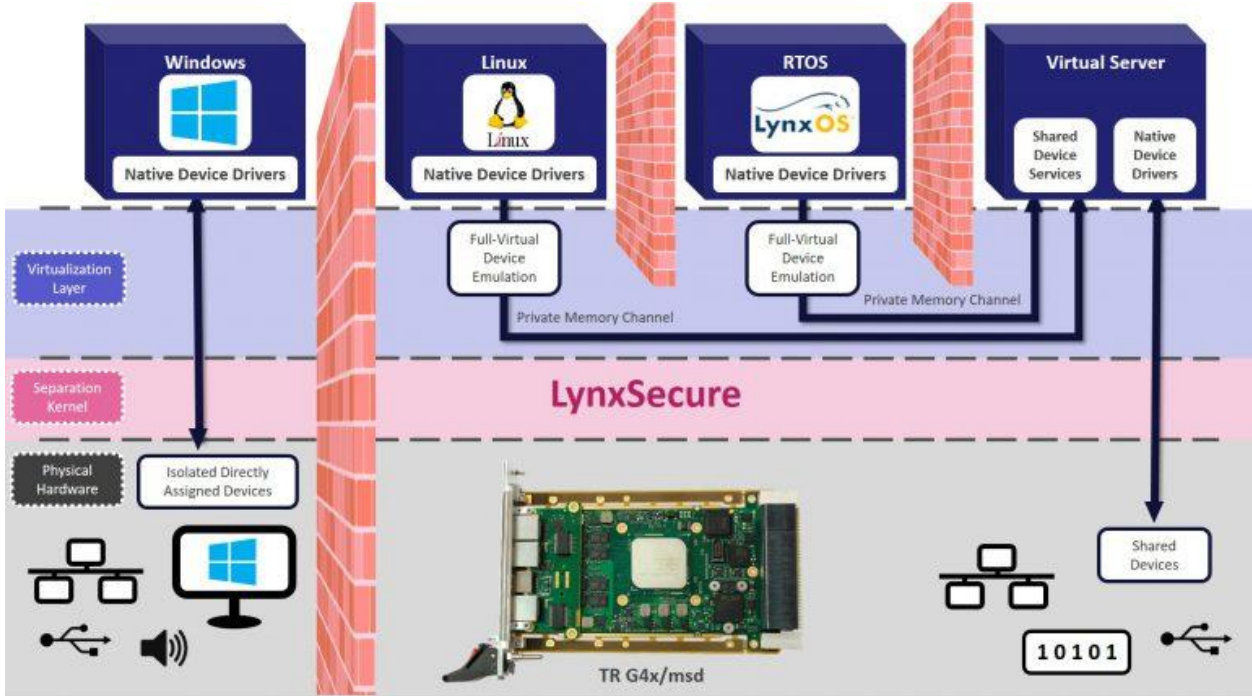 Windows
Native Device Drivers
Linux
Linux
Native Device Drivers
RTOS
LynxOS
Native Device Drivers
Virtual Server
Shared
Device
Services
Native
Device
Drivers
Virtualization
Layer
Full-Virtual
Device
Emulation
Private Memory Channel
Full-Virtual
Device
Emulation
Private Memory Channel
Separation
Kernel
LynxSecure
Physical
Hardware
Isolated Directly
Assigned Devices
TR G4x/msd
Shared
Devices
10101